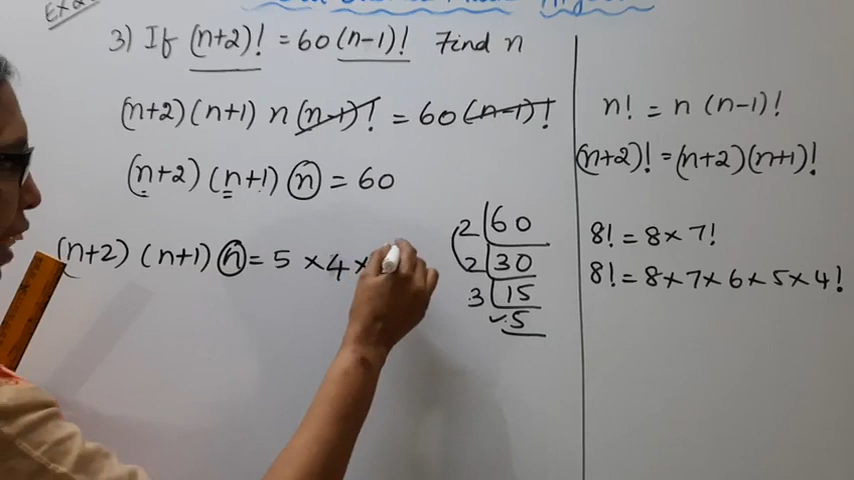 3) If (n+2)! = 60(n-1)! Find n
(n+2)(n+1) n(n-1)! = 60(n-1)!
(n+2) (n+1) n = 60
(n+2) (n+1) n = 5 × 4 ×
2 | 60
2 | 30
3 | 15
5
n! = n (n-1)!
(n+2)! = (n+2)(n+1)!
8! = 8 × 7!
8! = 8 × 7 × 6 × 5 × 4!